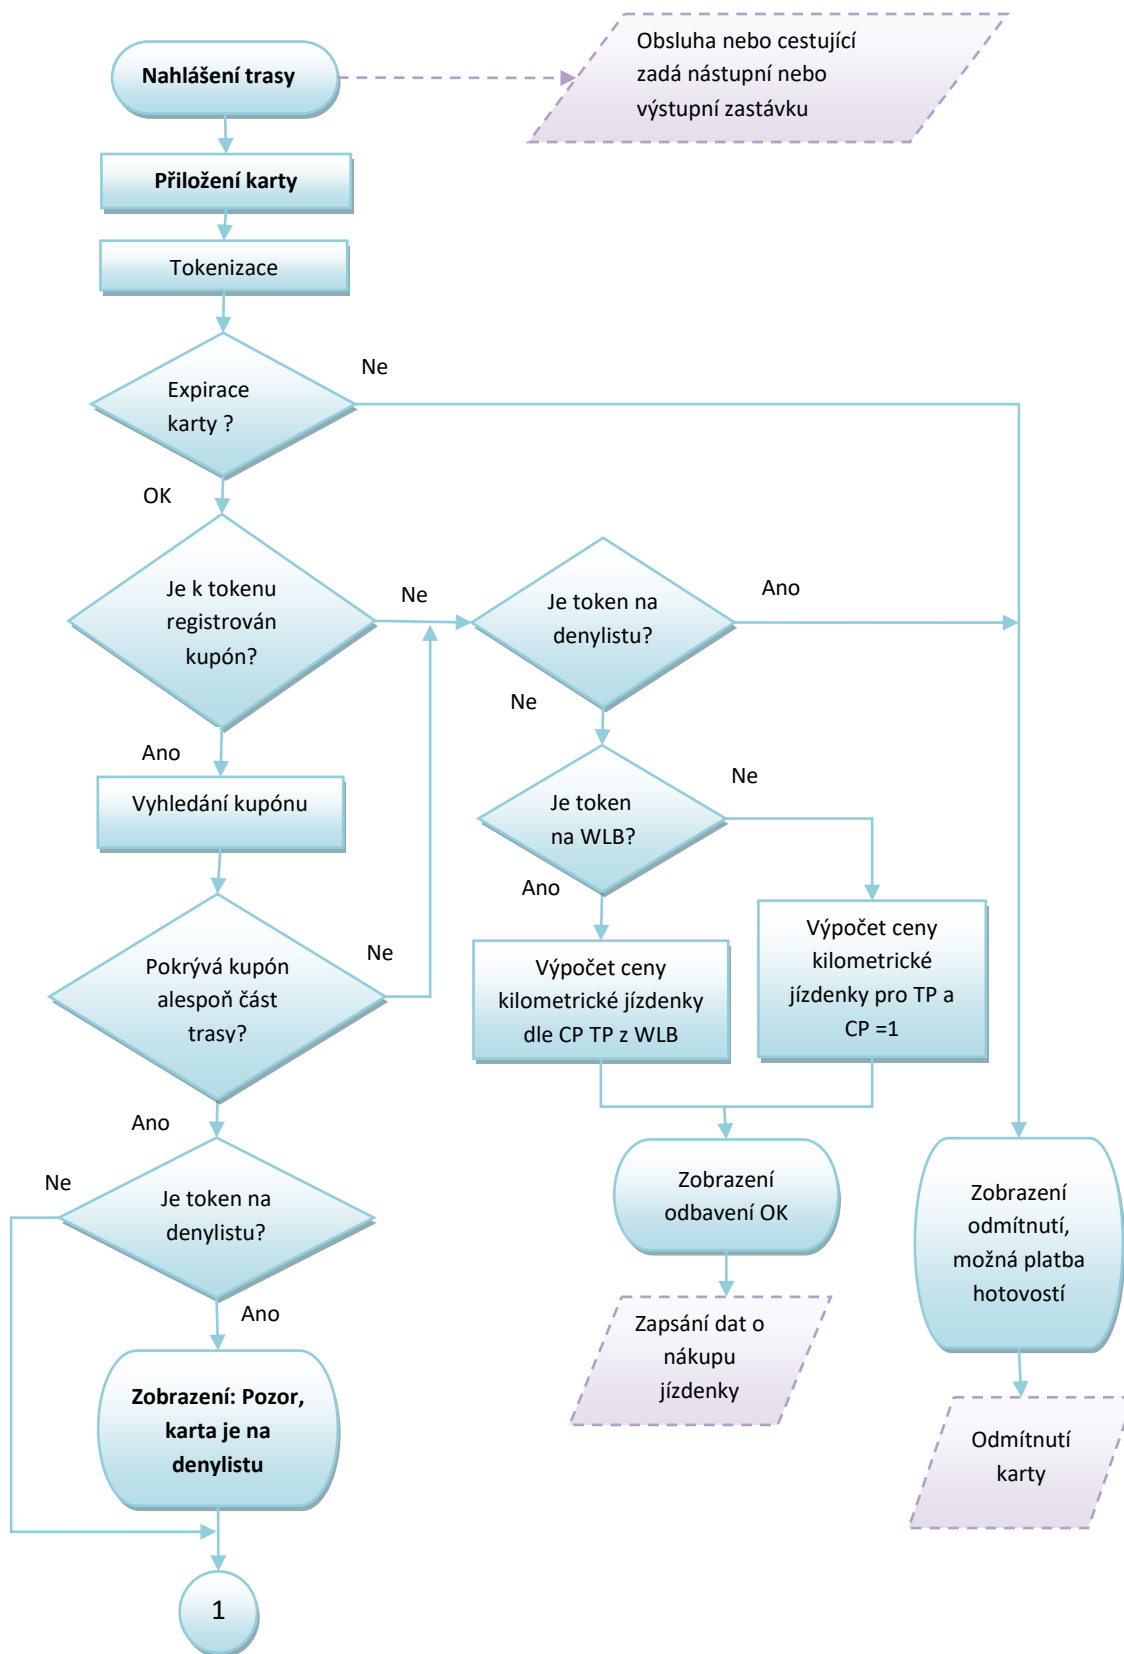 Nahlášení trasy
Obsluha nebo cestující
zadá nástupní nebo
výstupní zastávku
Přiložení karty
Tokenizace
Expirace
karty ?
Ne
OK
Je k tokenu
registrován
kupón?
Ne
Je token na
denylistu?
Ano
Ne
Ano
Vyhledání kupónu
Je token
na WLB?
Ne
Ano
Pokrývá kupón
alespoň část
trasy?
Ne
Výpočet ceny
kilometrické jízdenky
dle CP TP z WLB
Výpočet ceny
kilometrické
jízdenky pro TP a
CP =1
Ano
Ne
Je token na
denylistu?
Ano
Zobrazení
odbavení OK
Zobrazení
odmítnutí,
možná platba
hotovostí
Zobrazení: Pozor,
karta je na
denylistu
Zapsání dat o
nákupu
jízdenky
Odmítnutí
karty
1